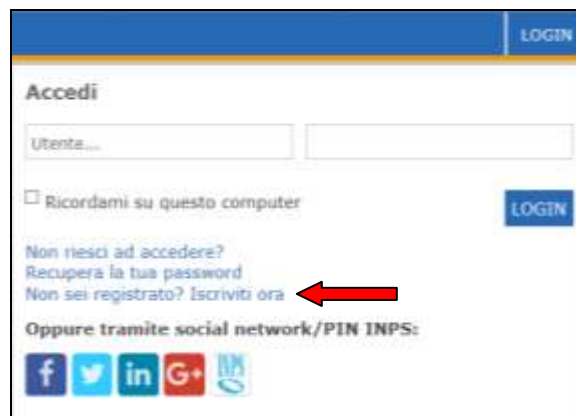 LOGIN
Accedi
Utente...
Ricordami su questo computer
LOGIN
Non riesci ad accedere?
Recupera la tua password
Non sei registrato? Iscriviti ora
Oppure tramite social network/PIN INPS:
f in G+